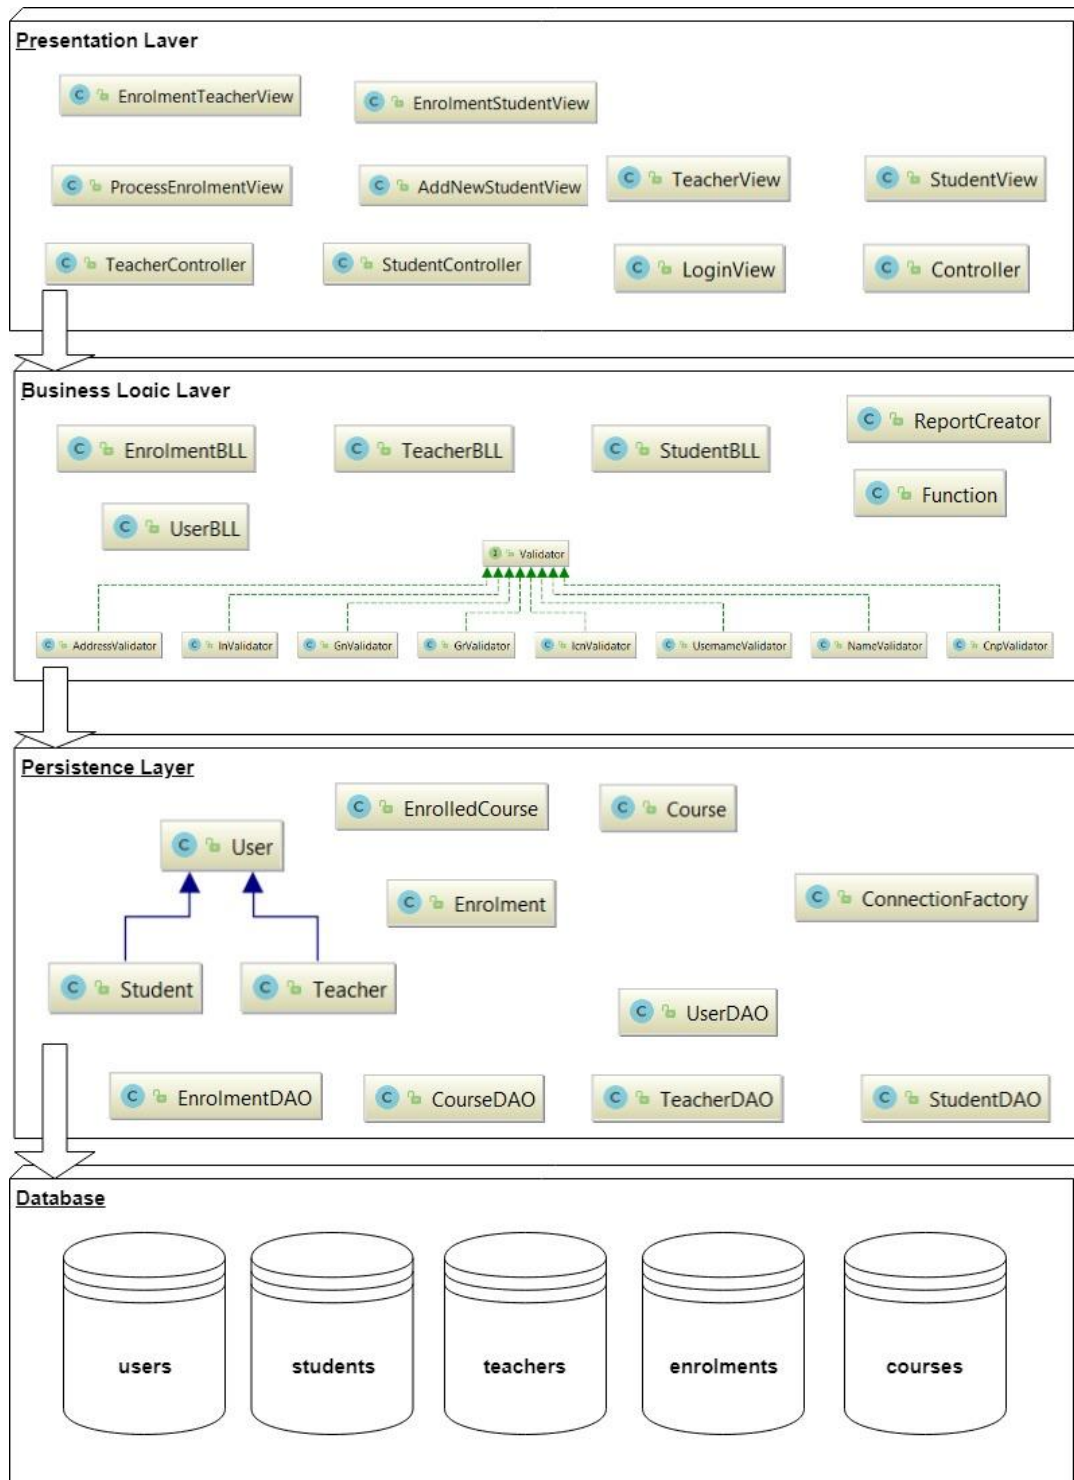 Presentation Layer
EnrolmentTeacherView
EnrolmentStudentView
ProcessEnrolmentView
AddNewStudentView
TeacherView
StudentView
TeacherController
StudentController
LoginView
Controller
Business Logic Layer
EnrolmentBLL
TeacherBLL
StudentBLL
ReportCreator
Function
UserBLL
Validator
AddressValidator
InValidator
GnValidator
GrValidator
IcnValidator
UsernameValidator
NameValidator
CnpValidator
Persistence Layer
EnrolledCourse
Course
User
Enrolment
ConnectionFactory
Student
Teacher
UserDAO
EnrolmentDAO
CourseDAO
TeacherDAO
StudentDAO
Database
users
students
teachers
enrolments
courses